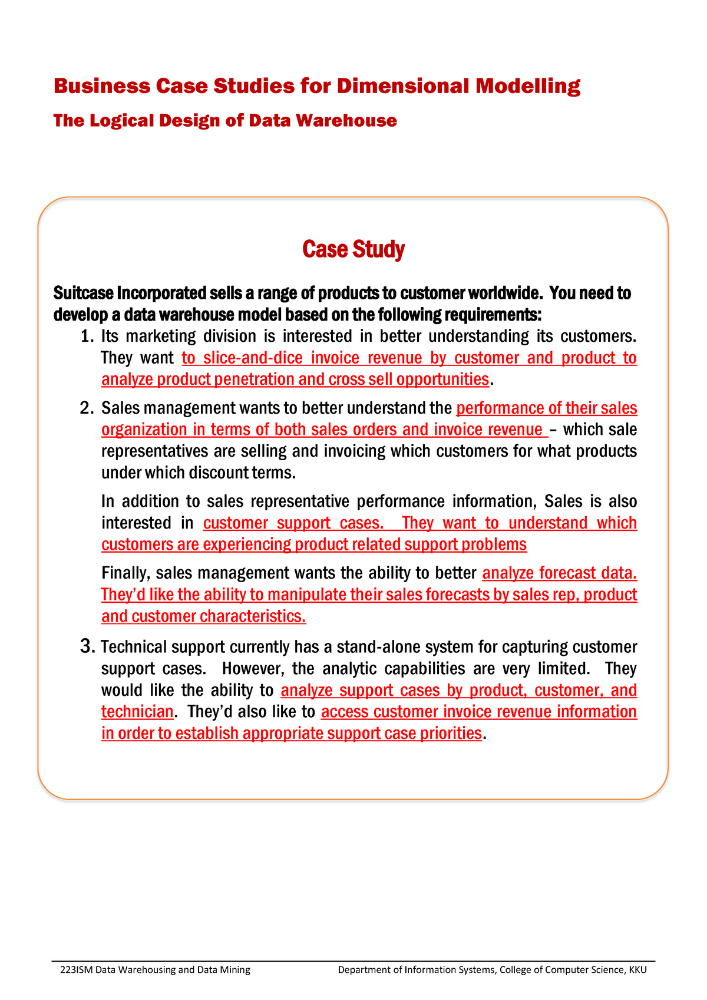 Business Case Studies for Dimensional Modelling
The Logical Design of Data Warehouse
Case Study
Suitcase Incorporated sells a range of products to customer worldwide. You need to
develop a data warehouse model based on the following requirements:
1. Its marketing division is interested in better understanding its customers.
They want to slice-and-dice invoice revenue by customer and product to
analyze product penetration and cross sell opportunities.
2. Sales management wants to better understand the performance of their sales
organization in terms of both sales orders and invoice revenue – which sale
representatives are selling and invoicing which customers for what products
under which discount terms.
In addition to sales representative performance information, Sales is also
interested in customer support cases. They want to understand which
customers are experiencing product related support problems
Finally, sales management wants the ability to better analyze forecast data.
They'd like the ability to manipulate their sales forecasts by sales rep, product
and customer characteristics.
3. Technical support currently has a stand-alone system for capturing customer
support cases. However, the analytic capabilities are very limited. They
would like the ability to analyze support cases by product, customer, and
technician. They'd also like to access customer invoice revenue information
in order to establish appropriate support case priorities.
223ISM Data Warehousing and Data Mining Department of Information Systems, College of Computer Science, KKU